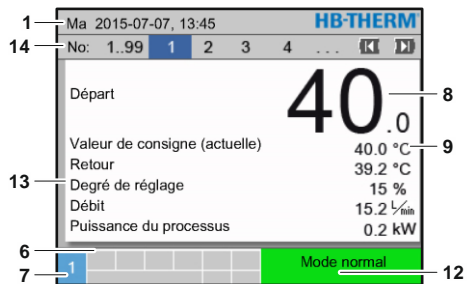 1 Ma 2015-07-07, 13:45 HB-THERM
14 No: 1..99 1 2 3 4 ...
Départ 40.0 8
Valeur de consigne (actuelle) 40.0 °C 9
Retour 39.2 °C
13 Degré de réglage 15 %
Débit 15.2 L/min
Puissance du processus 0.2 kW
6
7 1 Mode normal 12